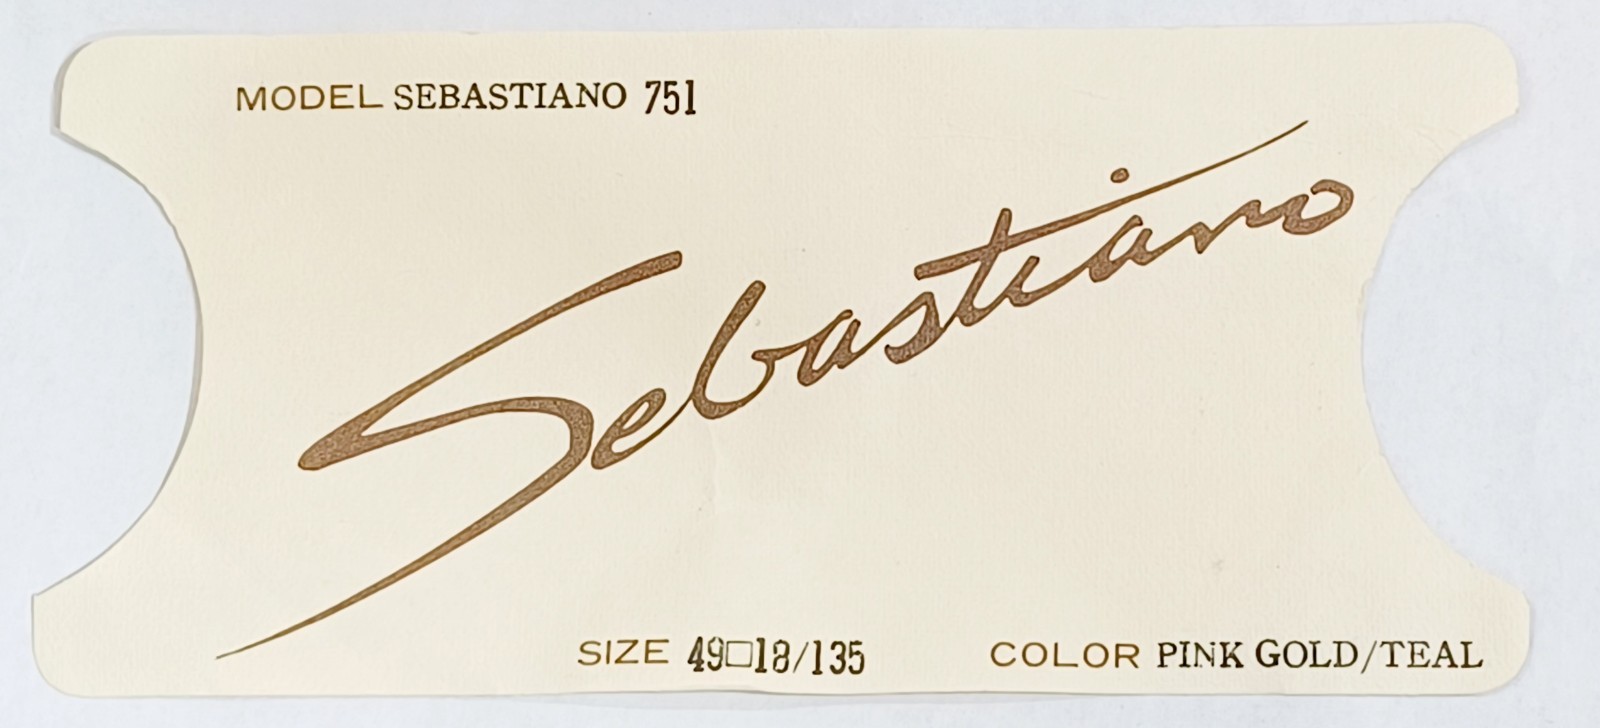 MODEL SEBASTIANO 751
Sebastiano
SIZE 49□18/135 COLOR PINK GOLD/TEAL